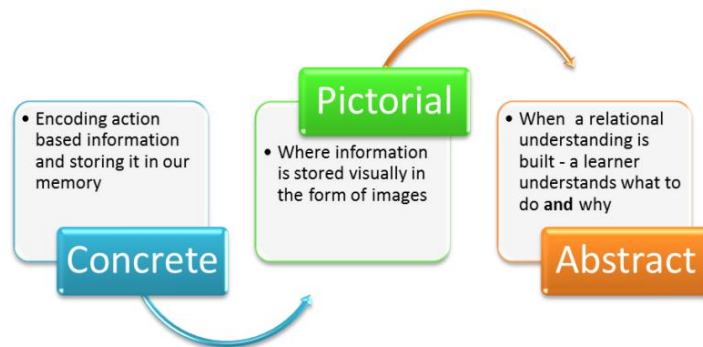 • Encoding action
based information
and storing it in our
memory
Concrete
Pictorial
• Where information
is stored visually in
the form of images
• When a relational
understanding is
built - a learner
understands what to
do and why
Abstract